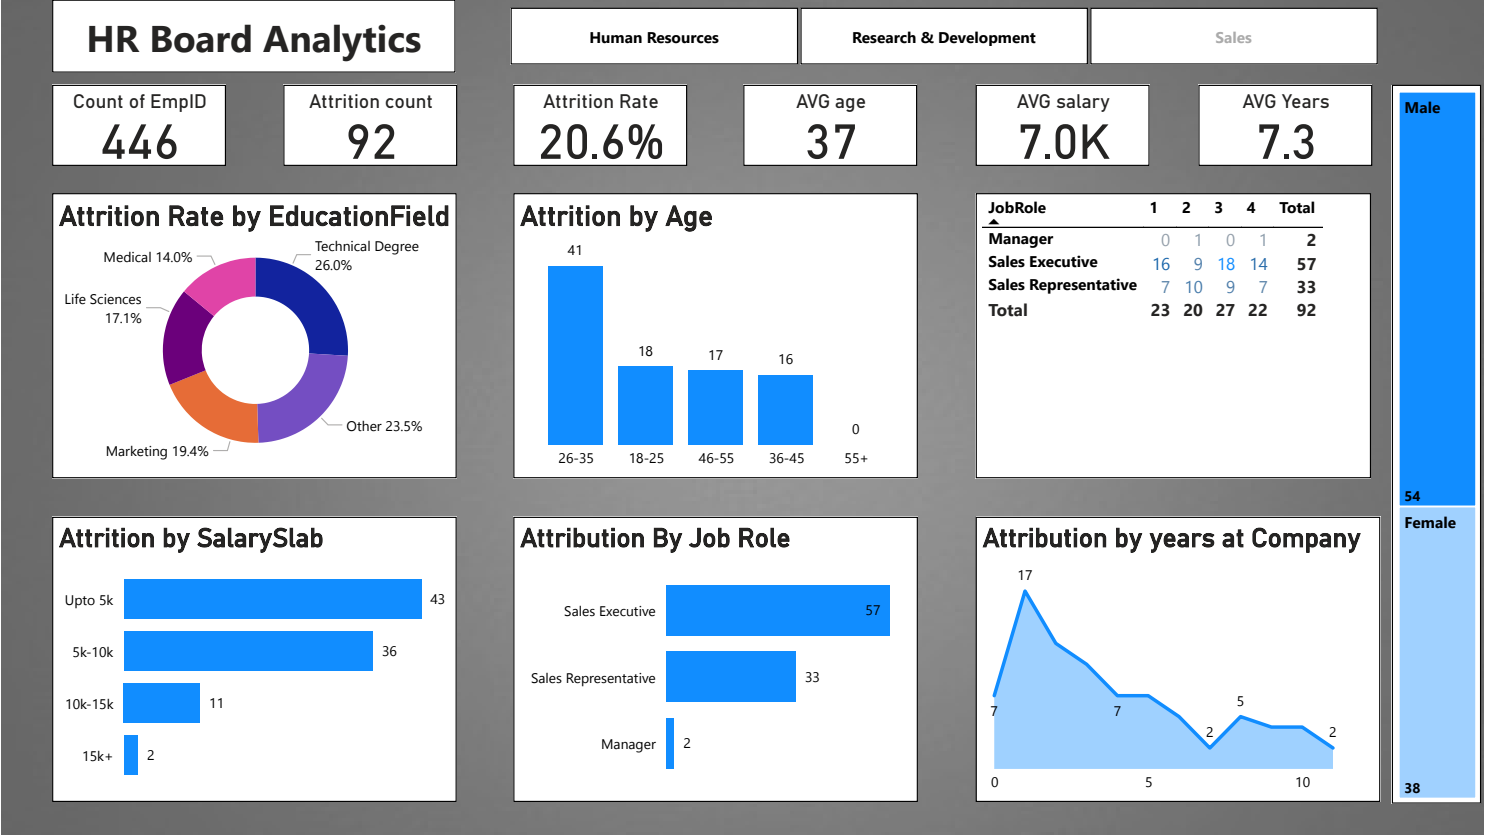 HR Board Analytics
Human Resources
Research & Development
Sales
Count of EmpID
446
Attrition count
92
Attrition Rate
20.6%
AVG age
37
AVG salary
7.0K
AVG Years
7.3
Male
54
Female
38
Attrition Rate by EducationField
Technical Degree
26.0%
Medical 14.0%
Life Sciences
17.1%
Other 23.5%
Marketing 19.4%
Attrition by Age
41
18
17
16
0
26-35 18-25 46-55 36-45 55+
JobRole 1 2 3 4 Total
Manager 0 1 0 1 2
Sales Executive 16 9 18 14 57
Sales Representative 7 10 9 7 33
Total 23 20 27 22 92
Attrition by SalarySlab
Upto 5k 43
5k-10k 36
10k-15k 11
15k+ 2
Attribution By Job Role
Sales Executive 57
Sales Representative 33
Manager 2
Attribution by years at Company
17
7
7
2
5
2
0 5 10